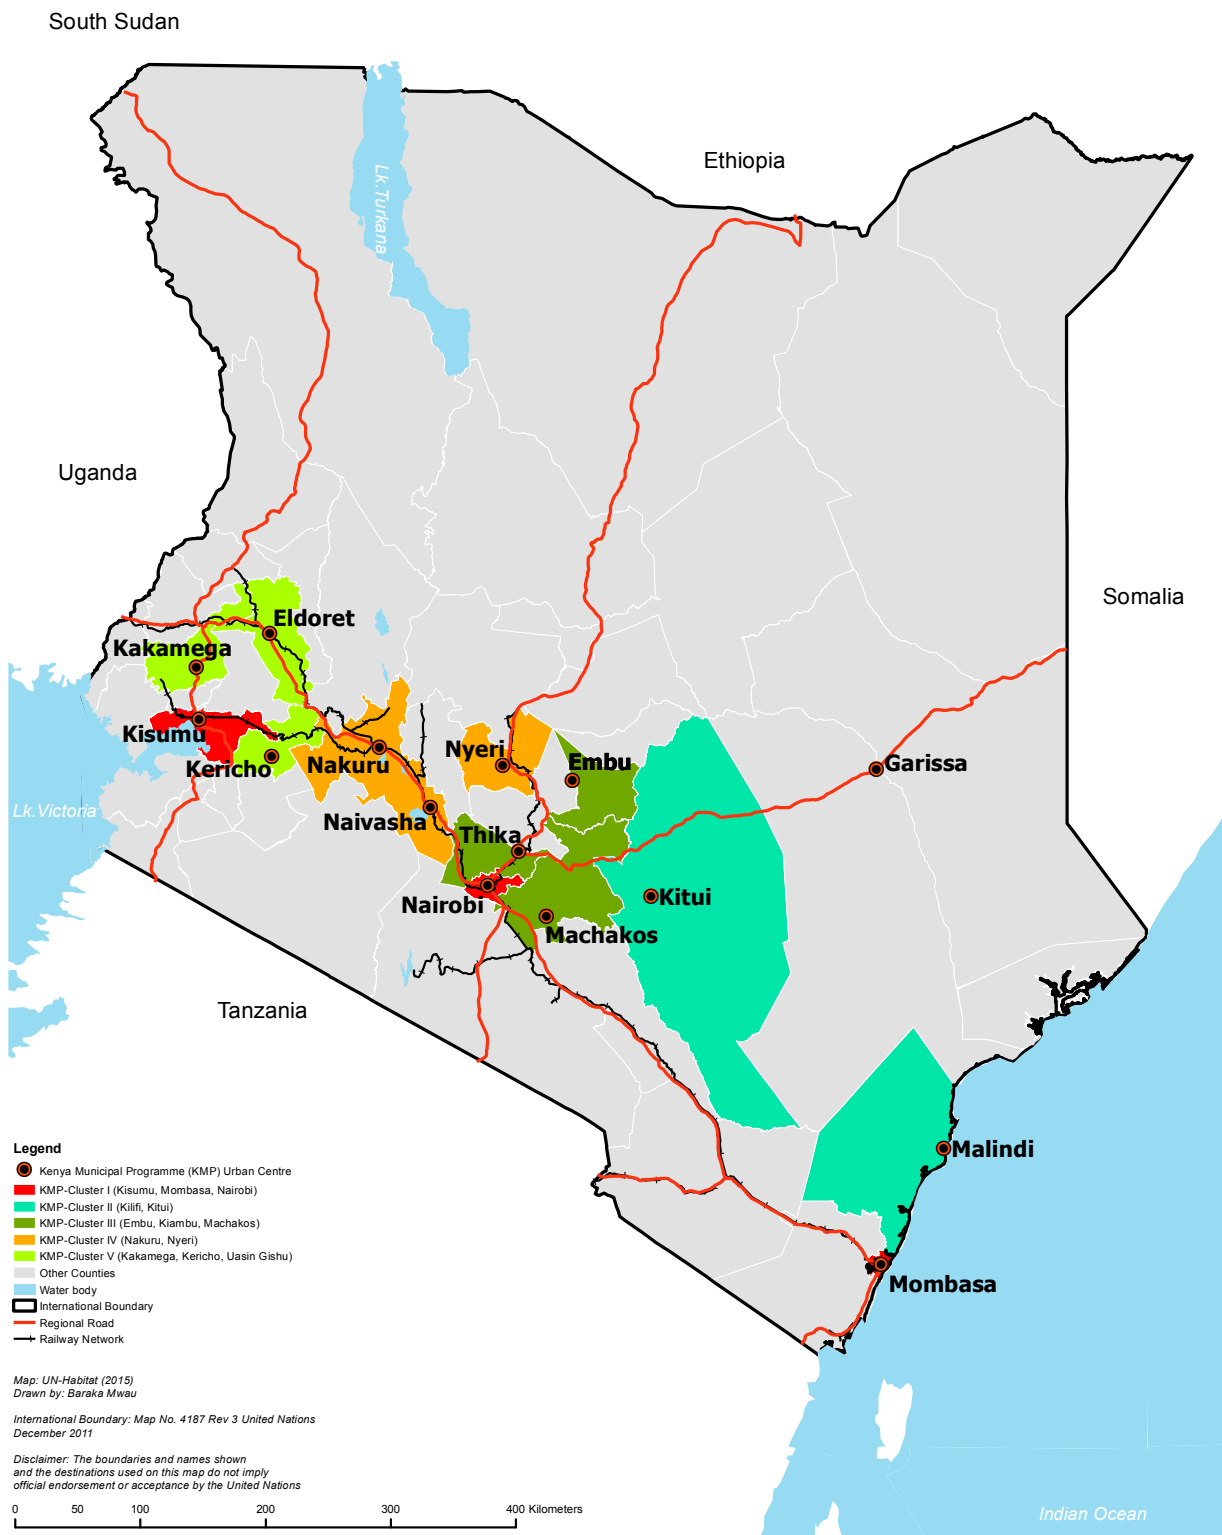 South Sudan
Ethiopia
Lk.Turkana
Uganda
Somalia
Eldoret
Kakamega
Kisumu
Kericho
Nakuru
Nyeri
Embu
Garissa
Lk.Victoria
Naivasha
Thika
Nairobi
Kitui
Machakos
Tanzania
Malindi
Mombasa
Legend
Kenya Municipal Programme (KMP) Urban Centre
KMP-Cluster I (Kisumu, Mombasa, Nairobi)
KMP-Cluster II (Kilifi, Kitui)
KMP-Cluster III (Embu, Kiambu, Machakos)
KMP-Cluster IV (Nakuru, Nyeri)
KMP-Cluster V (Kakamega, Kericho, Uasin Gishu)
Other Counties
Water body
International Boundary
Regional Road
Railway Network
Map: UN-Habitat (2015)
Drawn by: Baraka Mwau
International Boundary: Map No. 4187 Rev 3 United Nations
December 2011
Disclaimer: The boundaries and names shown
and the destinations used on this map do not imply
official endorsement or acceptance by the United Nations
0 50 100 200 300 400 Kilometers
Indian Ocean